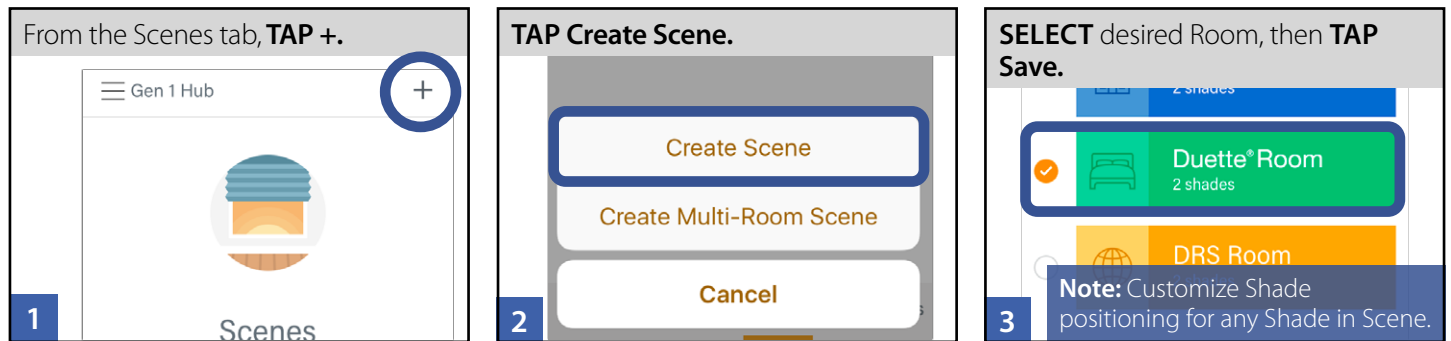 From the Scenes tab, TAP +.
Gen 1 Hub
+
Scenes
1
TAP Create Scene.
Create Scene
Create Multi-Room Scene
Cancel
s
2
SELECT desired Room, then TAP
Save.
2 shades
Duette® Room
2 shades
DRS Room
Note: Customize Shade
positioning for any Shade in Scene.
3